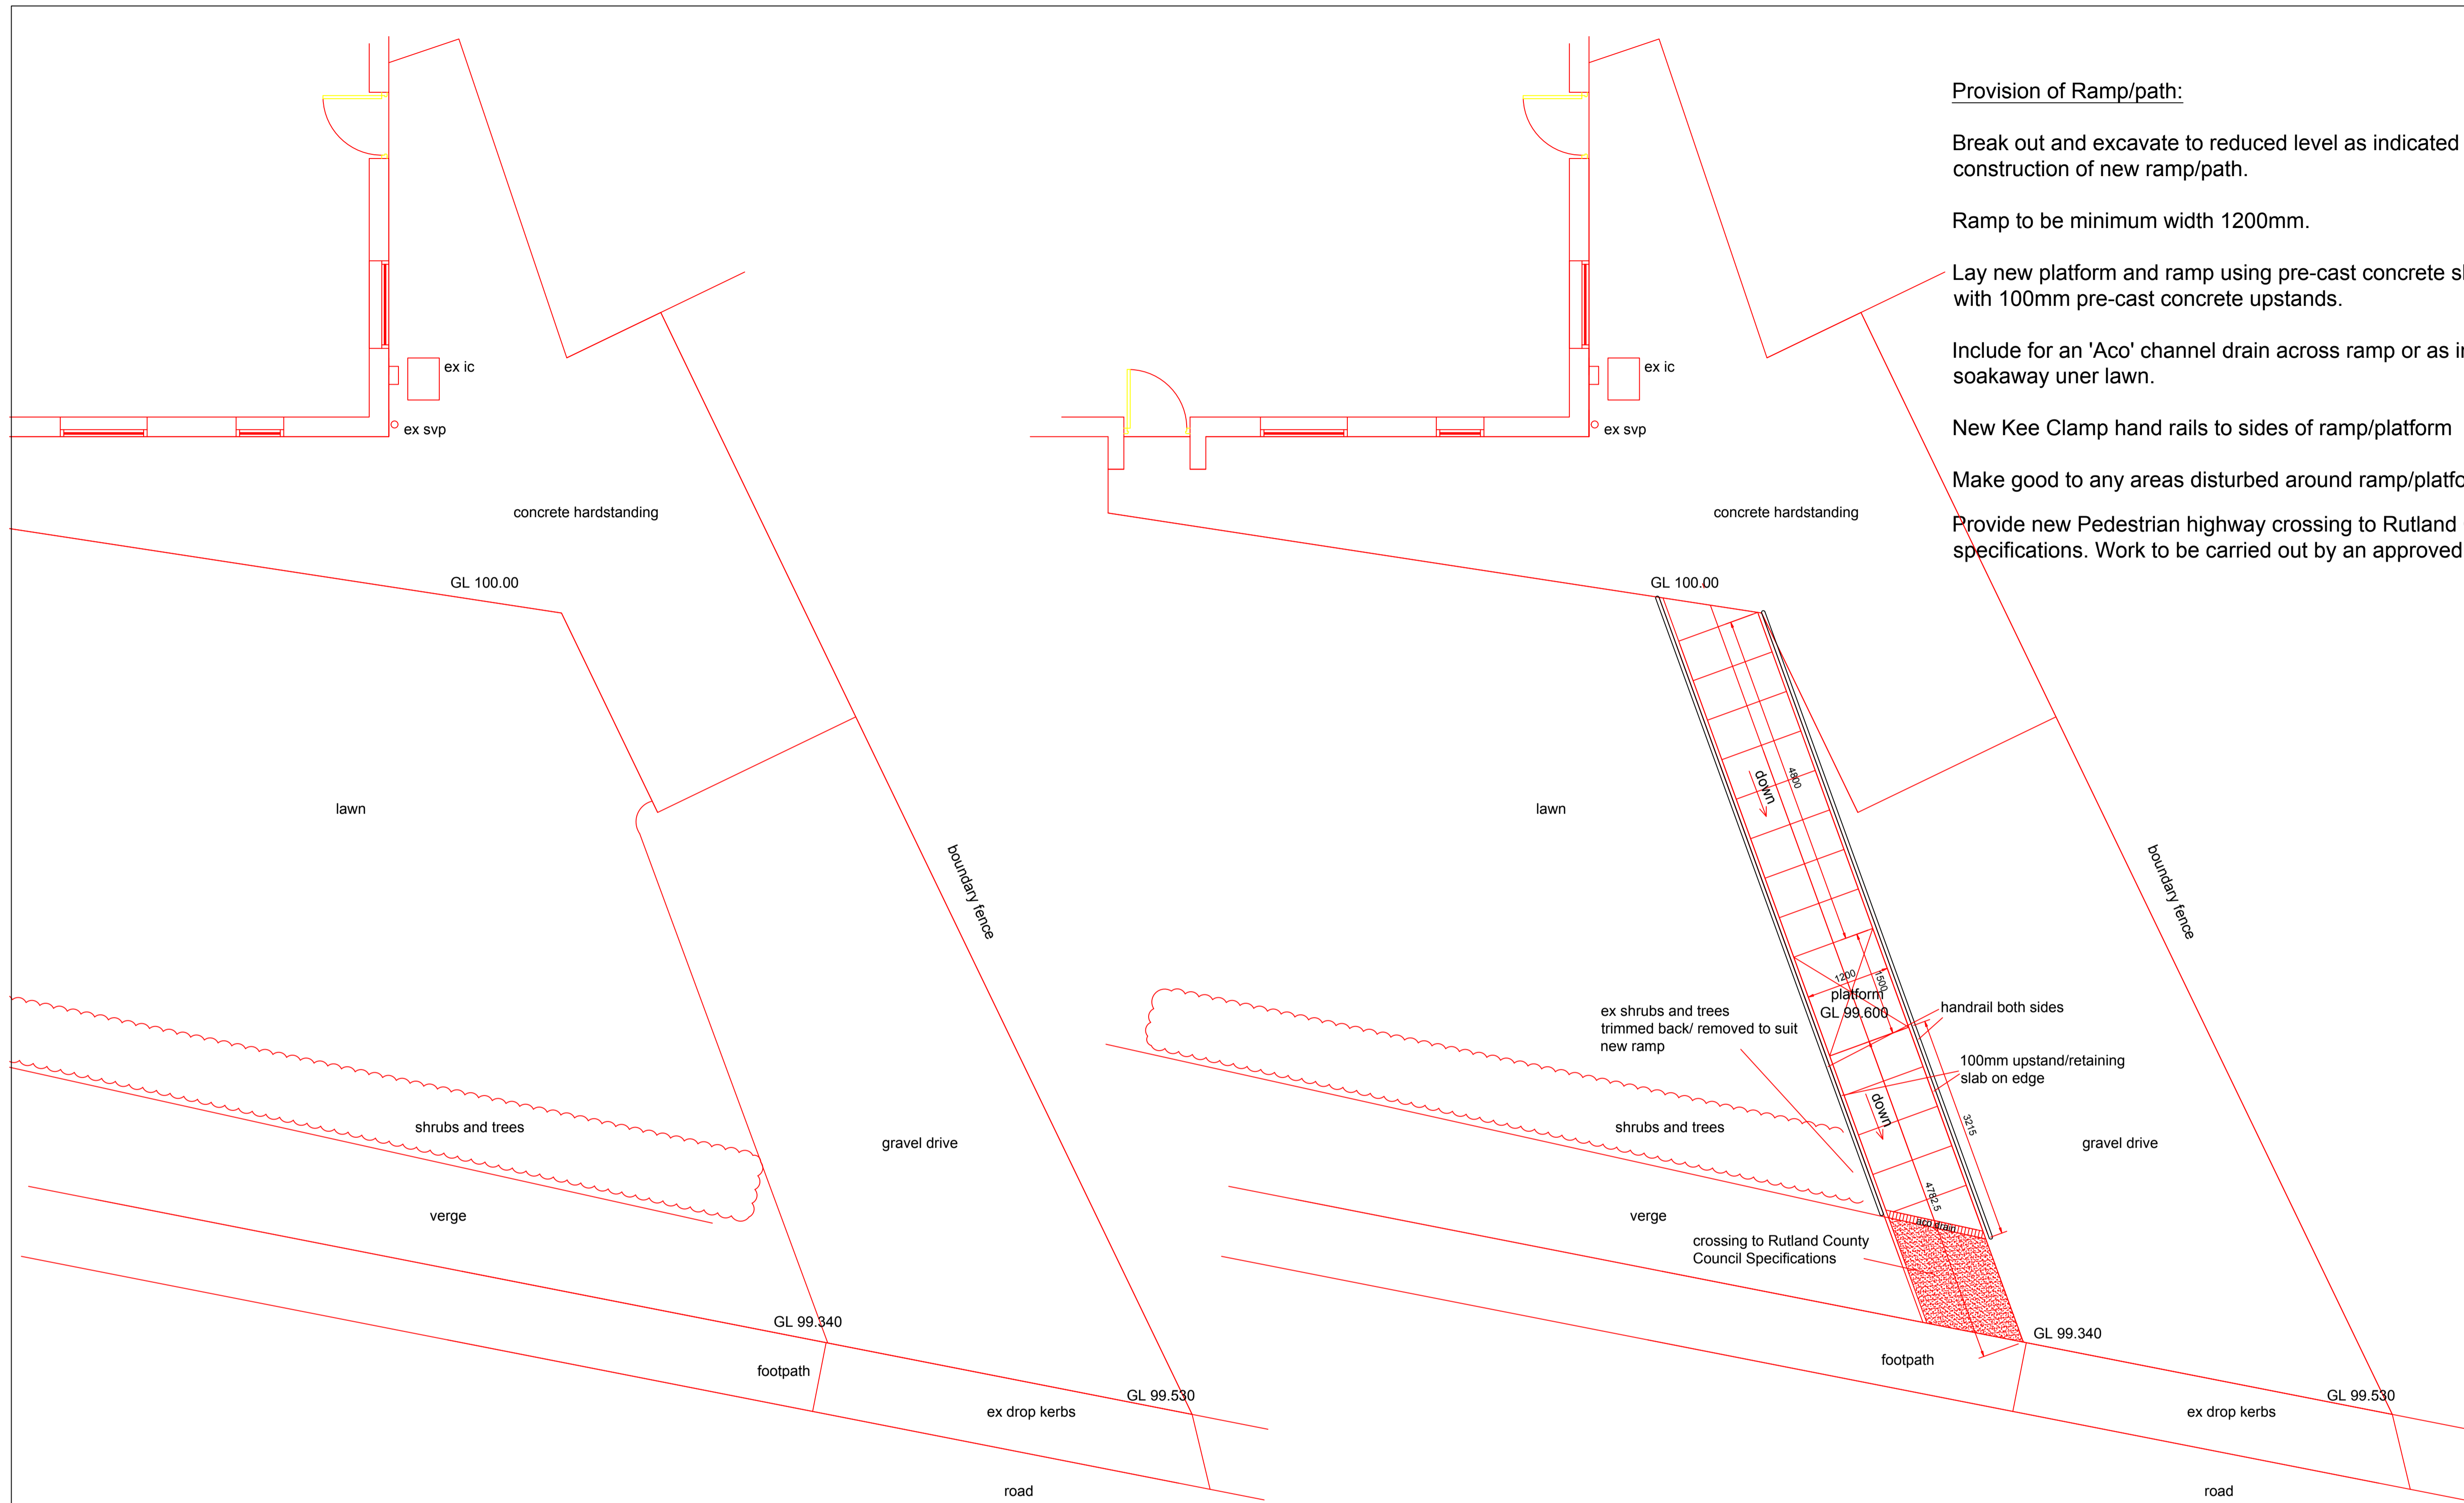 ex ic
ex svp
concrete hardstanding
GL 100.00
lawn
boundary fence
shrubs and trees
gravel drive
verge
GL 99.340
footpath
GL 99.530
ex drop kerbs
road
Provision of Ramp/path:
Break out and excavate to reduced level as indicated
construction of new ramp/path.
Ramp to be minimum width 1200mm.
Lay new platform and ramp using pre-cast concrete
with 100mm pre-cast concrete upstands.
Include for an 'Aco' channel drain across ramp or as
soakaway uner lawn.
New Kee Clamp hand rails to sides of ramp/platform
Make good to any areas disturbed around
Provide new Pedestrian highway crossing to Rutland
specifications. Work to be carried out by an approved
ex ic
ex svp
concrete hardstanding
GL 100.00
down
4800
lawn
boundary fence
1200
1500
platform
GL 99.600
handrail both sides
ex shrubs and trees
trimmed back/ removed to suit
new ramp
100mm upstand/retaining
slab on edge
down
3215
shrubs and trees
gravel drive
4782.5
aco drain
verge
crossing to Rutland County
Council Specifications
GL 99.340
footpath
GL 99.530
ex drop kerbs
road